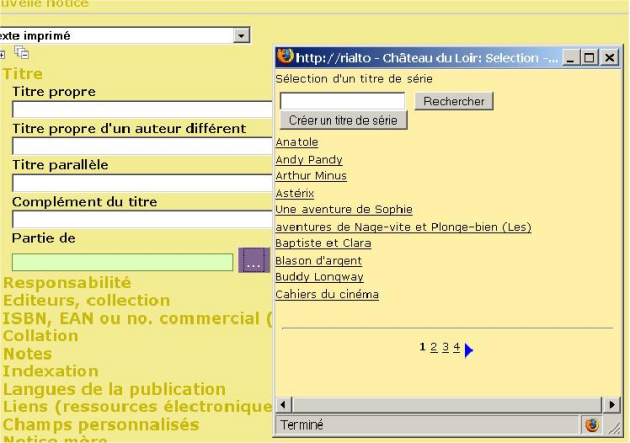 uvelle notice
exte imprimé
Titre
Titre propre
Titre propre d'un auteur différent
Titre parallèle
Complément du titre
Partie de
...
Responsabilité
Editeurs, collection
ISBN, EAN ou no. commercial (
Collation
Notes
Indexation
Langues de la publication
Liens (ressources électronique
Champs personnalisés
Notice mère
http://rialto - Château du Loir: Selection -...
Sélection d'un titre de série
Rechercher
Créer un titre de série
Anatole
Andy Pandy
Arthur Minus
Astérix
Une aventure de Sophie
aventures de Nage-vite et Plonge-bien (Les)
Baptiste et Clara
Blason d'argent
Buddy Longway
Cahiers du cinéma
1 2 3 4
Terminé